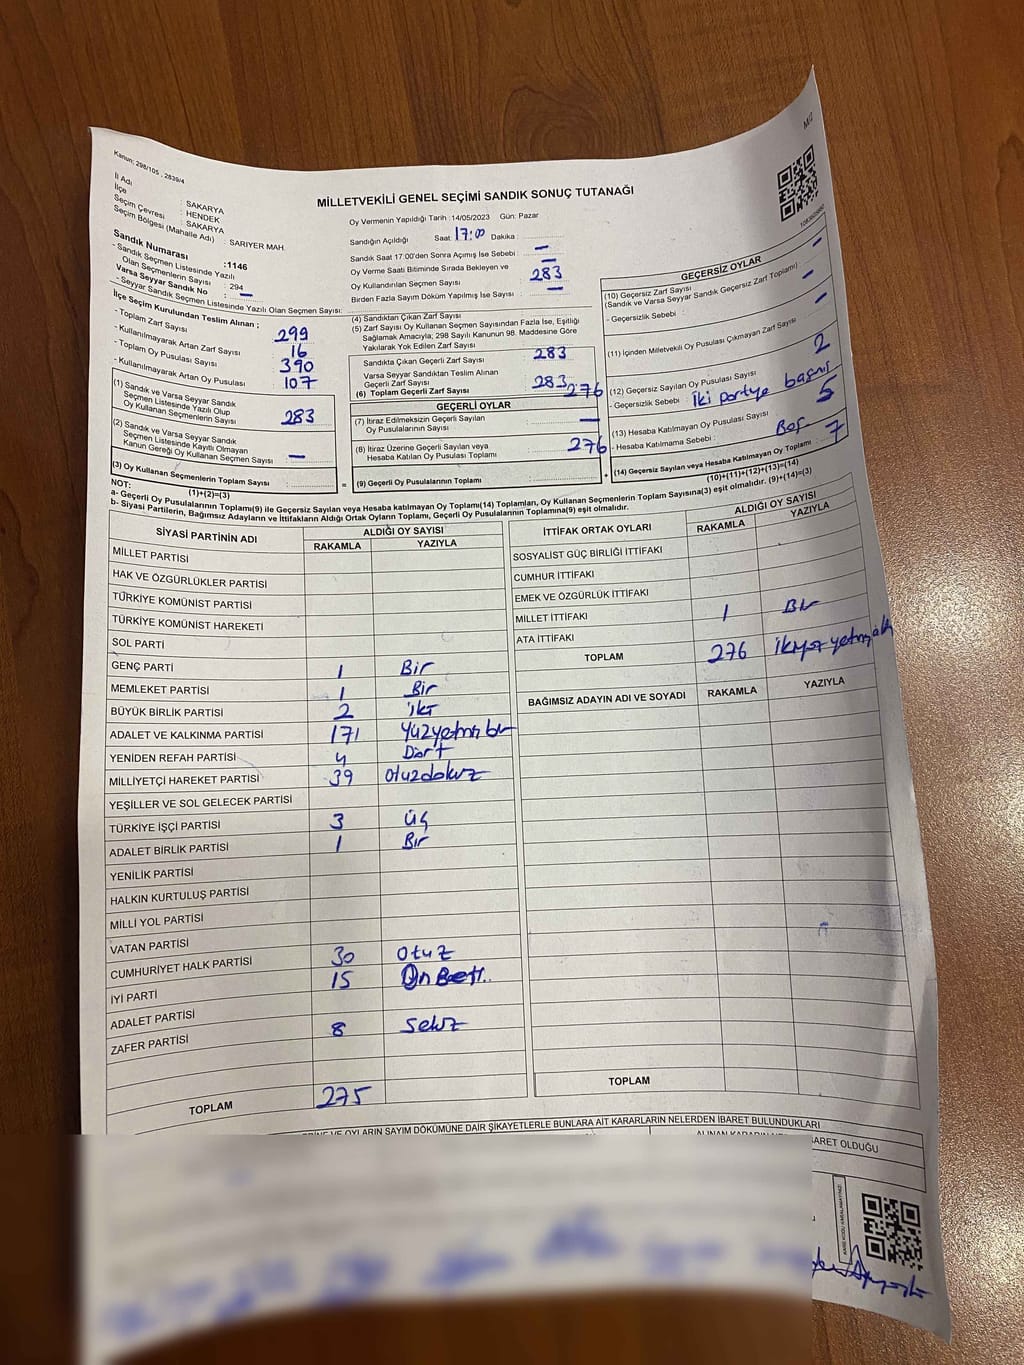 M/2
Kanun: 298/105 , 2839/4
MİLLETVEKİLİ GENEL SEÇİMİ SANDIK SONUÇ TUTANAĞI
İl Adı : SAKARYA
İlçe : HENDEK
Seçim Çevresi : SAKARYA
Seçim Bölgesi (Mahalle Adı) : SARIYER MAH.
Sandık Numarası :1146
- Sandık Seçmen Listesinde Yazılı
Olan Seçmenlerin Sayısı : 294
Varsa Seyyar Sandık No : —
- Seyyar Sandık Seçmen Listesinde Yazılı Olan Seçmen Sayısı:
İlçe Seçim Kurulundan Teslim Alınan ;
- Toplam Zarf Sayısı : 299
- Kullanılmayarak Artan Zarf Sayısı : 16
- Toplam Oy Pusulası Sayısı : 390
- Kullanılmayarak Artan Oy Pusulası : 107
(1) Sandık ve Varsa Seyyar Sandık
Seçmen Listesinde Yazılı Olup
Oy Kullanan Seçmenlerin Sayısı : 283
(2) Sandık ve Varsa Seyyar Sandık
Seçmen Listesinde Kayıtlı Olmayan
Kanun Gereği Oy Kullanan Seçmen Sayısı : —
(3) Oy Kullanan Seçmenlerin Toplam Sayısı :
(1)+(2)=(3)
Oy Vermenin Yapıldığı Tarih :14/05/2023 Gün: Pazar
Sandığın Açıldığı Saat 17:00 Dakika :
Sandık Saat 17:00'den Sonra Açımış İse Sebebi : —
Oy Verme Saati Bitiminde Sırada Bekleyen ve —
Oy Kullandırılan Seçmen Sayısı : 283
Birden Fazla Sayım Döküm Yapılmış İse Sayısı : —
(4) Sandıktan Çıkan Zarf Sayısı
(5) Zarf Sayısı Oy Kullanan Seçmen Sayısından Fazla İse, Eşitliği
Sağlamak Amacıyla; 298 Sayılı Kanunun 98. Maddesine Göre
Yakılarak Yok Edilen Zarf Sayısı
Sandıkta Çıkan Geçerli Zarf Sayısı : 283
Varsa Seyyar Sandıktan Teslim Alınan
Geçerli Zarf Sayısı : 283
(6) Toplam Geçerli Zarf Sayısı : 276
GEÇERLİ OYLAR
(7) İtiraz Edilmeksizin Geçerli Sayılan
Oy Pusulalarının Sayısı : —
(8) İtiraz Üzerine Geçerli Sayılan veya
Hesaba Katılan Oy Pusulası Toplamı : 276
= (9) Geçerli Oy Pusulalarının Toplamı :
GEÇERSİZ OYLAR —
(10) Geçersiz Zarf Sayısı
(Sandık ve Varsa Seyyar Sandık Geçersiz Zarf Toplamı) : —
- Geçersizlik Sebebi :
(11) İçinden Milletvekili Oy Pusulası Çıkmayan Zarf Sayısı —
(12) Geçersiz Sayılan Oy Pusulası Sayısı : 2
- Geçersizlik Sebebi iki partiye basmış
(13) Hesaba Katılmayan Oy Pusulası Sayısı : 5
- Hesaba Katılmama Sebebi : Boş
+ (14) Geçersiz Sayılan veya Hesaba Katılmayan Oy Toplamı : 7
(10)+(11)+(12)+(13)=(14)
NOT:
a- Geçerli Oy Pusulalarının Toplamı(9) ile Geçersiz Sayılan veya Hesaba katılmayan Oy Toplamı(14) Toplamları, Oy Kullanan Seçmenlerin Toplam Sayısına(3) eşit olmalıdır. (9)+(14)=(3)
b- Siyasi Partilerin, Bağımsız Adayların ve İttifakların Aldığı Ortak Oyların Toplamı, Geçerli Oy Pusulalarının Toplamına(9) eşit olmalıdır.
SİYASİ PARTİNİN ADI ALDIĞI OY SAYISI
RAKAMLA YAZIYLA
MİLLET PARTİSİ
HAK VE ÖZGÜRLÜKLER PARTİSİ
TÜRKİYE KOMÜNİST PARTİSİ
TÜRKİYE KOMÜNİST HAREKETİ
SOL PARTİ
GENÇ PARTİ 1 Bir
MEMLEKET PARTİSİ 1 Bir
BÜYÜK BİRLİK PARTİSİ 2 iki
ADALET VE KALKINMA PARTİSİ 171 Yüzyetmiş bir
YENİDEN REFAH PARTİSİ 4 Dört
MİLLİYETÇİ HAREKET PARTİSİ 39 otuzdokuz
YEŞİLLER VE SOL GELECEK PARTİSİ
TÜRKİYE İŞÇİ PARTİSİ 3 üç
ADALET BİRLİK PARTİSİ 1 Bir
YENİLİK PARTİSİ
HALKIN KURTULUŞ PARTİSİ
MİLLİ YOL PARTİSİ
VATAN PARTİSİ
CUMHURİYET HALK PARTİSİ 30 otuz
İYİ PARTİ 15 On
ADALET PARTİSİ
ZAFER PARTİSİ 8 sekiz
TOPLAM 275
İTTİFAK ORTAK OYLARI ALDIĞI OY SAYISI
RAKAMLA YAZIYLA
SOSYALİST GÜÇ BİRLİĞİ İTTİFAKI
CUMHUR İTTİFAKI
EMEK VE ÖZGÜRLÜK İTTİFAKI
MİLLET İTTİFAKI 1 Bir
ATA İTTİFAKI
TOPLAM 276 ikiyüz yetmiş altı
BAĞIMSIZ ADAYIN ADI VE SOYADI RAKAMLA YAZIYLA
TOPLAM
VE OYLARIN SAYIM DÖKÜMÜNE DAİR ŞİKAYETLERLE BUNLARA AİT KARARLARIN NELERDEN İBARET BULUNDUKLARI